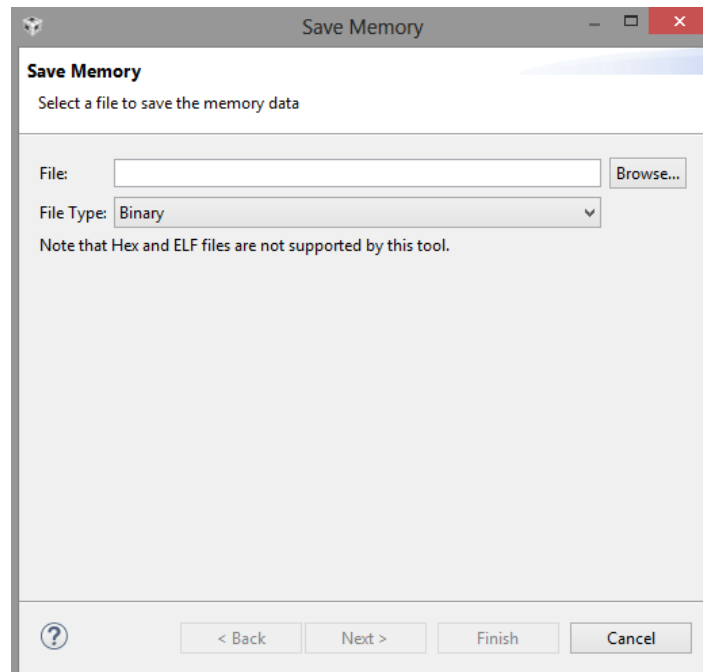 Save Memory
Save Memory
Select a file to save the memory data
File:
Browse...
File Type: Binary
Note that Hex and ELF files are not supported by this tool.
? < Back Next > Finish Cancel